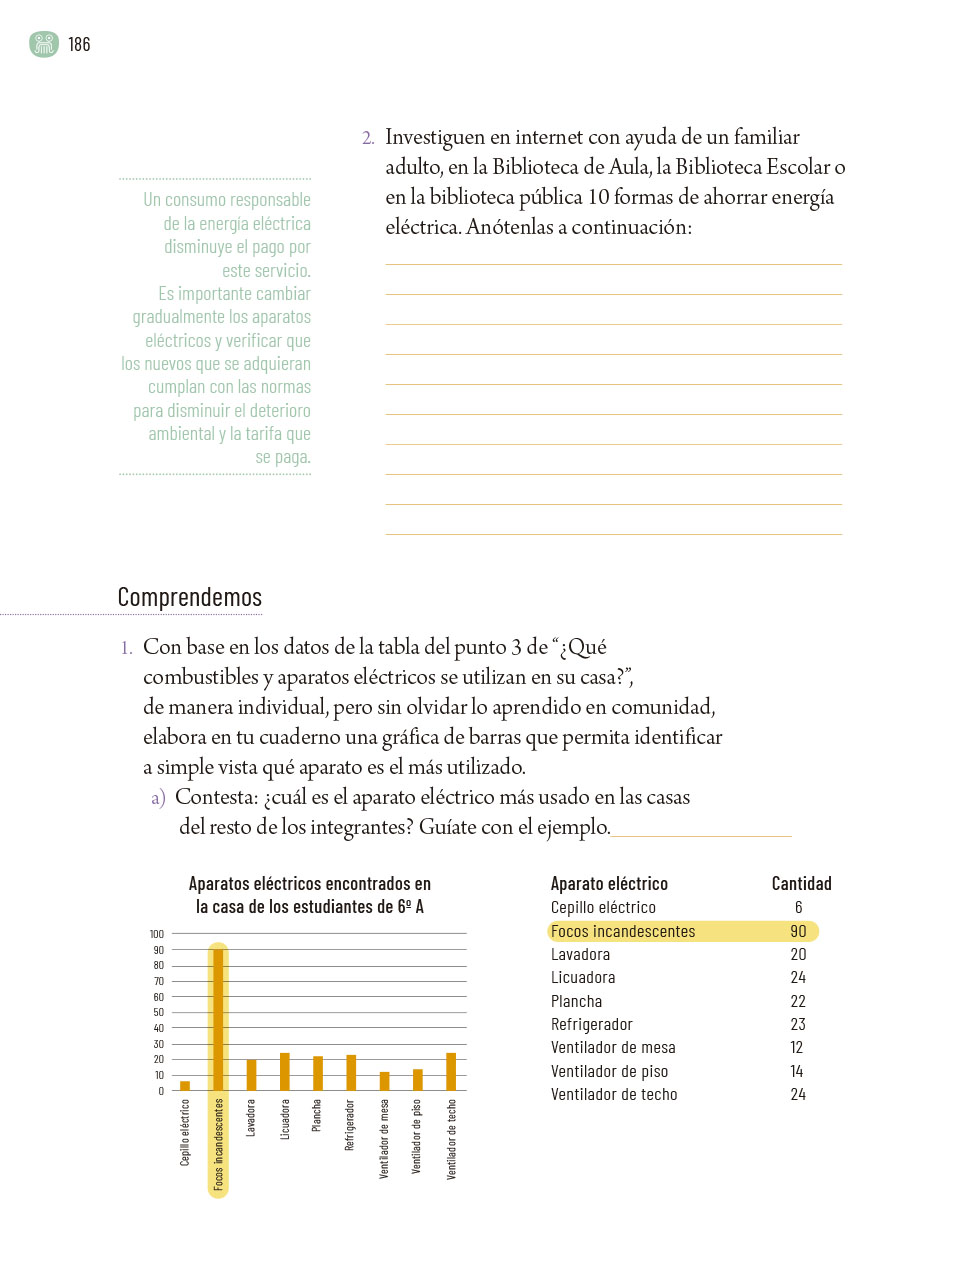 186
2. Investiguen en internet con ayuda de un familiar
adulto, en la Biblioteca de Aula, la Biblioteca Escolar o
en la biblioteca pública 10 formas de ahorrar energía
eléctrica. Anótenlas a continuación:
Un consumo responsable
de la energía eléctrica
disminuye el pago por
este servicio.
Es importante cambiar
gradualmente los aparatos
eléctricos y verificar que
los nuevos que se adquieran
cumplan con las normas
para disminuir el deterioro
ambiental y la tarifa que
se paga.
Comprendemos
1. Con base en los datos de la tabla del punto 3 de “¿Qué
combustibles y aparatos eléctricos se utilizan en su casa?”,
de manera individual, pero sin olvidar lo aprendido en comunidad,
elabora en tu cuaderno una gráfica de barras que permita identificar
a simple vista qué aparato es el más utilizado.
a) Contesta: ¿cuál es el aparato eléctrico más usado en las casas
del resto de los integrantes? Guíate con el ejemplo.
Aparatos eléctricos encontrados en
la casa de los estudiantes de 6º A
100
90
80
70
60
50
40
30
20
10
0
Cepillo eléctrico
Focos incandescentes
Lavadora
Licuadora
Plancha
Refrigerador
Ventilador de mesa
Ventilador de piso
Ventilador de techo
Aparato eléctrico Cantidad
Cepillo eléctrico 6
Focos incandescentes 90
Lavadora 20
Licuadora 24
Plancha 22
Refrigerador 23
Ventilador de mesa 12
Ventilador de piso 14
Ventilador de techo 24